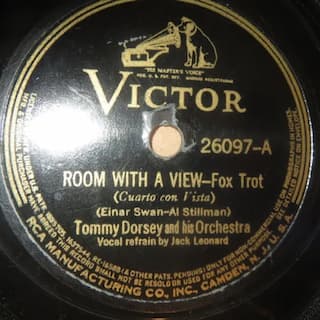 "HIS MASTER'S VOICE"
VICTOR
26097-A
ROOM WITH A VIEW—Fox Trot
(Cuarto con Vista)
(Einar Swan-Al Stillman)
Tommy Dorsey and his Orchestra
Vocal refrain by Jack Leonard
RCA MANUFACTURING CO., INC., CAMDEN, N. J., U. S. A.